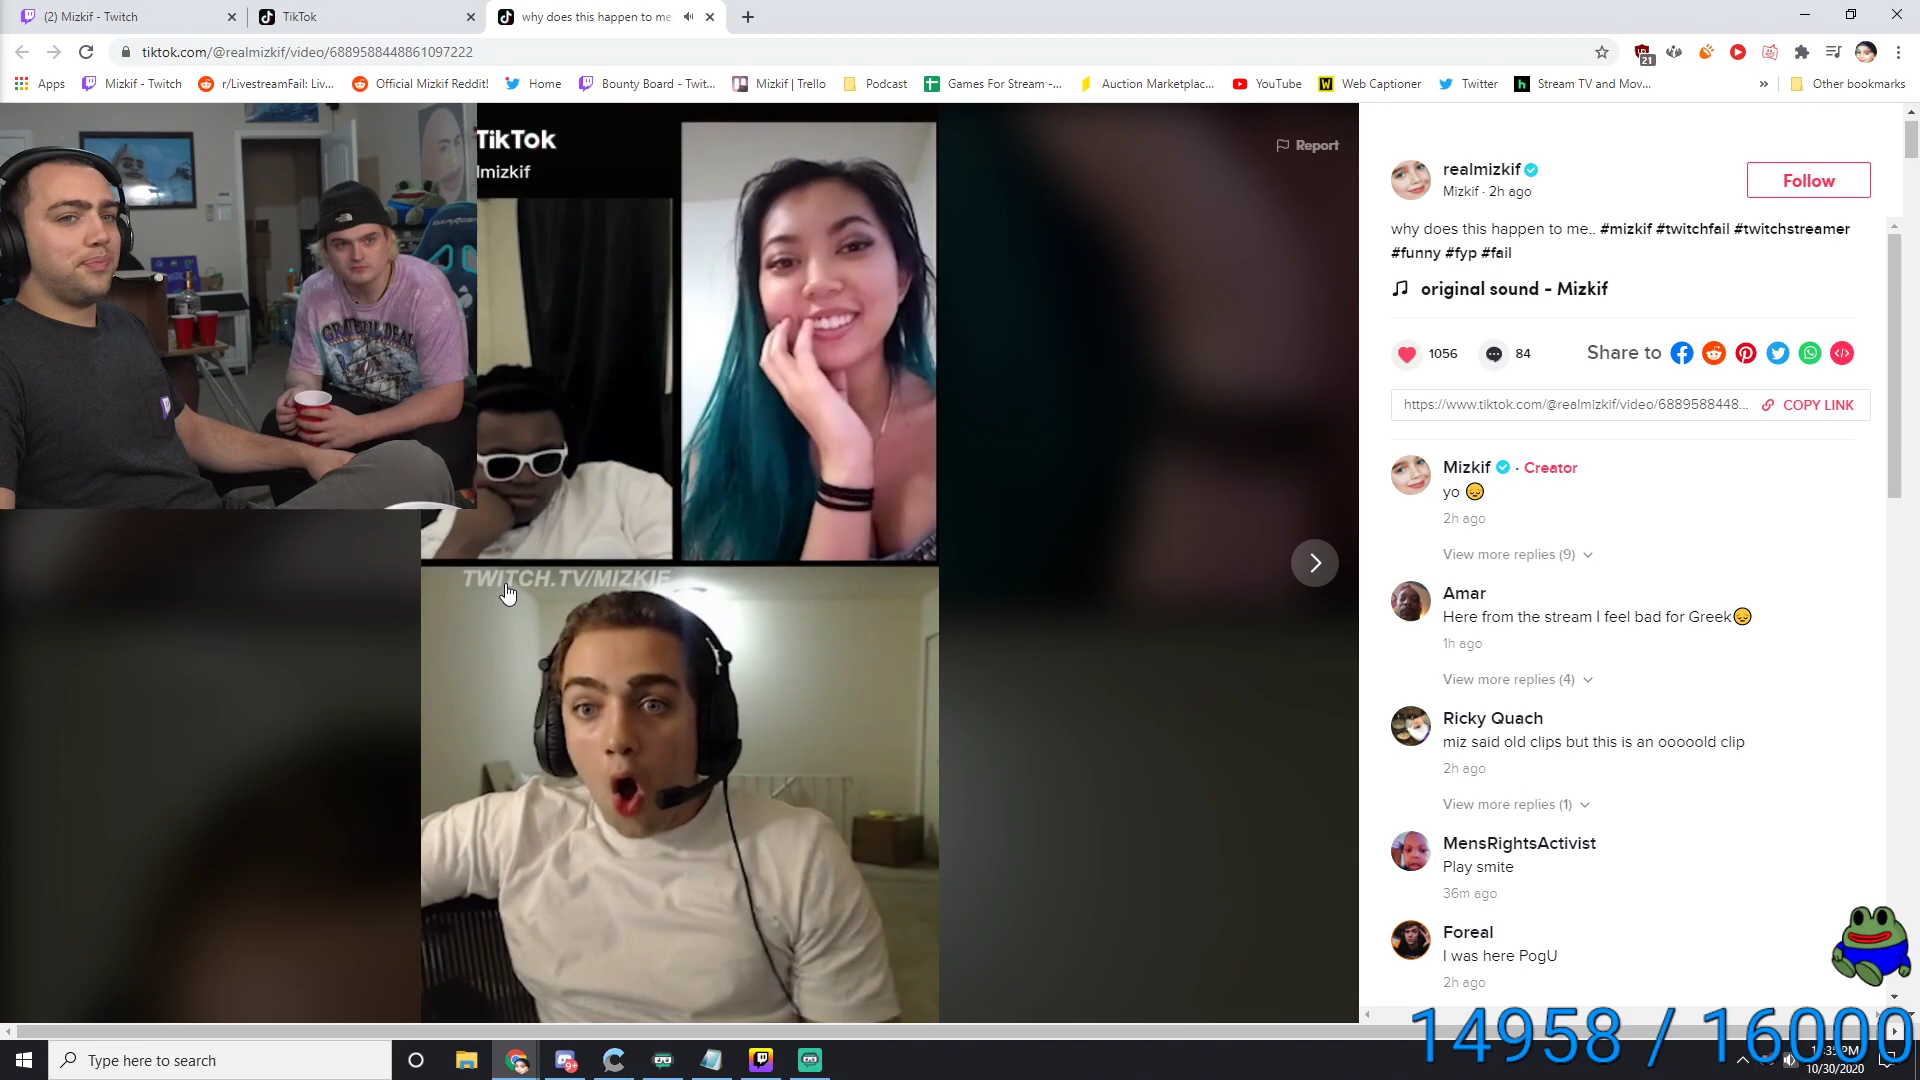 (2) Mizkif - Twitch
TikTok
why does this happen to me
tiktok.com/@realmizkif/video/6889588448861097222
21
Apps
Mizkif - Twitch
r/LivestreamFail: Liv...
Official Mizkif Reddit!
Home
Bounty Board - Twit...
Mizkif | Trello
Podcast
Games For Stream -...
Auction Marketplac...
YouTube
Web Captioner
Twitter
Stream TV and Mov...
»
Other bookmarks
TikTok
lmizkif
Report
GRATEFUL DEAD
TWITCH.TV/MIZKIF
realmizkif
Mizkif · 2h ago
Follow
why does this happen to me.. #mizkif #twitchfail #twitchstreamer
#funny #fyp #fail
original sound - Mizkif
1056
84
Share to
https://www.tiktok.com/@realmizkif/video/6889588448...
COPY LINK
Mizkif · Creator
yo 😔
2h ago
View more replies (9)
Amar
Here from the stream I feel bad for Greek😔
1h ago
View more replies (4)
Ricky Quach
miz said old clips but this is an ooooold clip
2h ago
View more replies (1)
MensRightsActivist
Play smite
36m ago
Foreal
I was here PogU
2h ago
14958 / 16000
Type here to search
9+
PM
10/30/2020